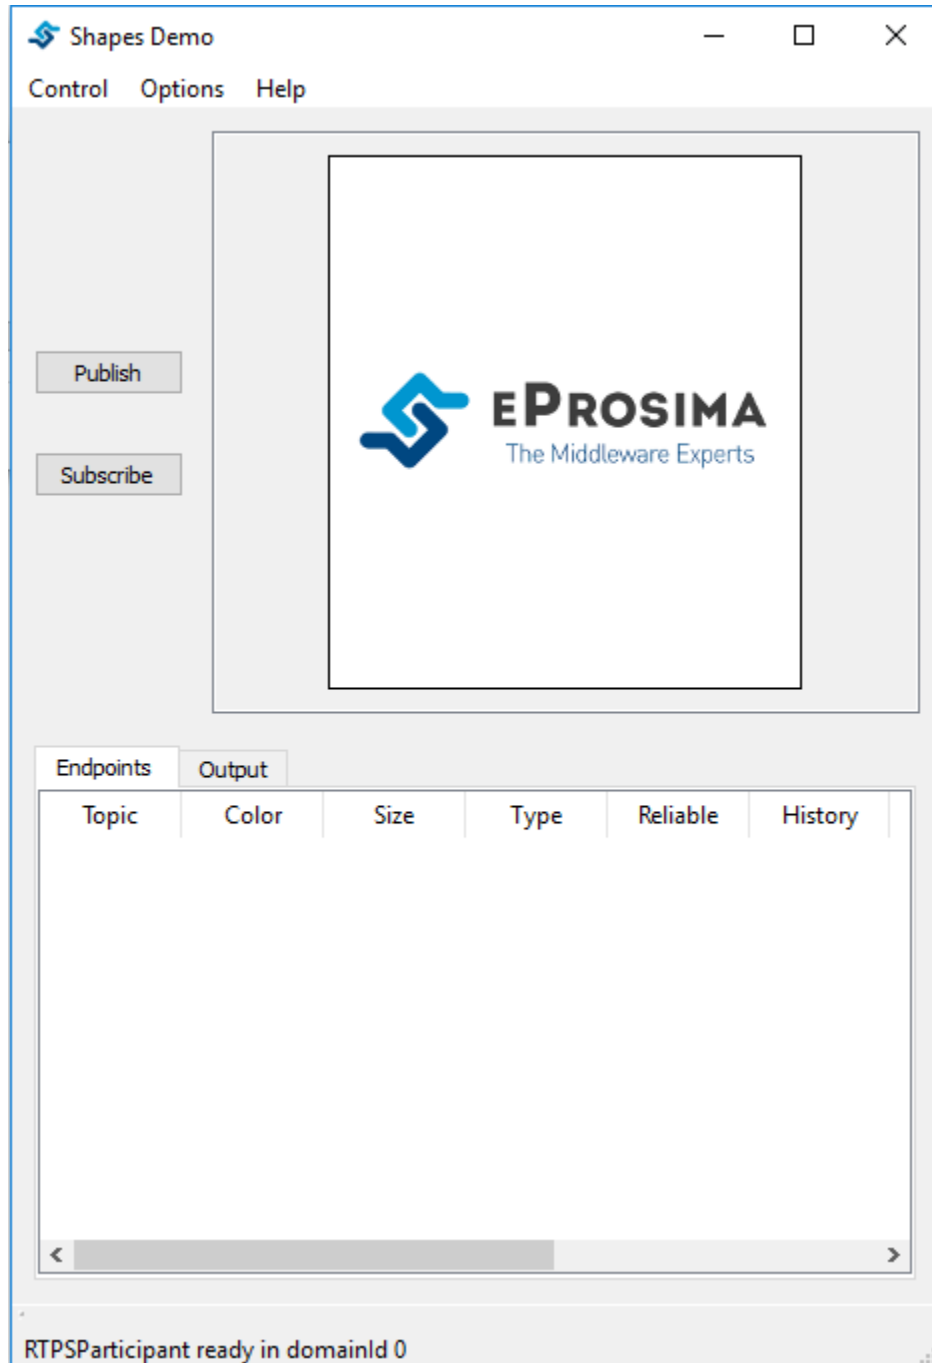 Shapes Demo
Control Options Help
Publish
Subscribe
EPROSIMA
The Middleware Experts
Endpoints Output
Topic Color Size Type Reliable History
RTPSParticipant ready in domainId 0